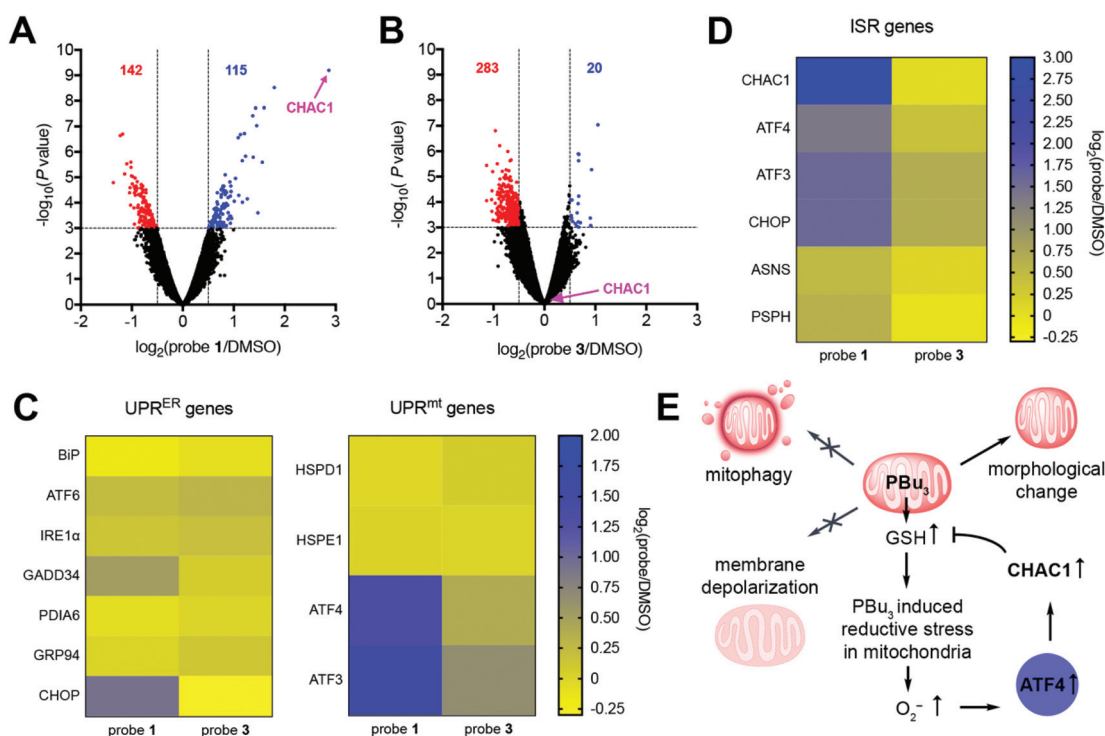 A
142
115
CHAC1
-log10(P value)
10
9
8
7
6
5
4
3
2
1
0
-2
-1
0
1
2
3
log2(probe 1/DMSO)
B
283
20
CHAC1
-log10(P value)
10
9
8
7
6
5
4
3
2
1
0
-2
-1
0
1
2
3
log2(probe 3/DMSO)
D
ISR genes
CHAC1
ATF4
ATF3
CHOP
ASNS
PSPH
probe 1
probe 3
3.00
2.75
2.50
2.25
2.00
1.75
1.50
1.25
1.00
0.75
0.50
0.25
0
-0.25
log2(probe/DMSO)
C
UPRER genes
BiP
ATF6
IRE1α
GADD34
PDIA6
GRP94
CHOP
probe 1
probe 3
UPRmt genes
HSPD1
HSPE1
ATF4
ATF3
probe 1
probe 3
2.00
1.75
1.50
1.25
1.00
0.75
0.50
0.25
0
-0.25
log2(probe/DMSO)
E
mitophagy
PBu3
morphological
change
GSH ↑
membrane
depolarization
CHAC1 ↑
PBu3 induced
reductive stress
in mitochondria
ATF4 ↑
O2− ↑